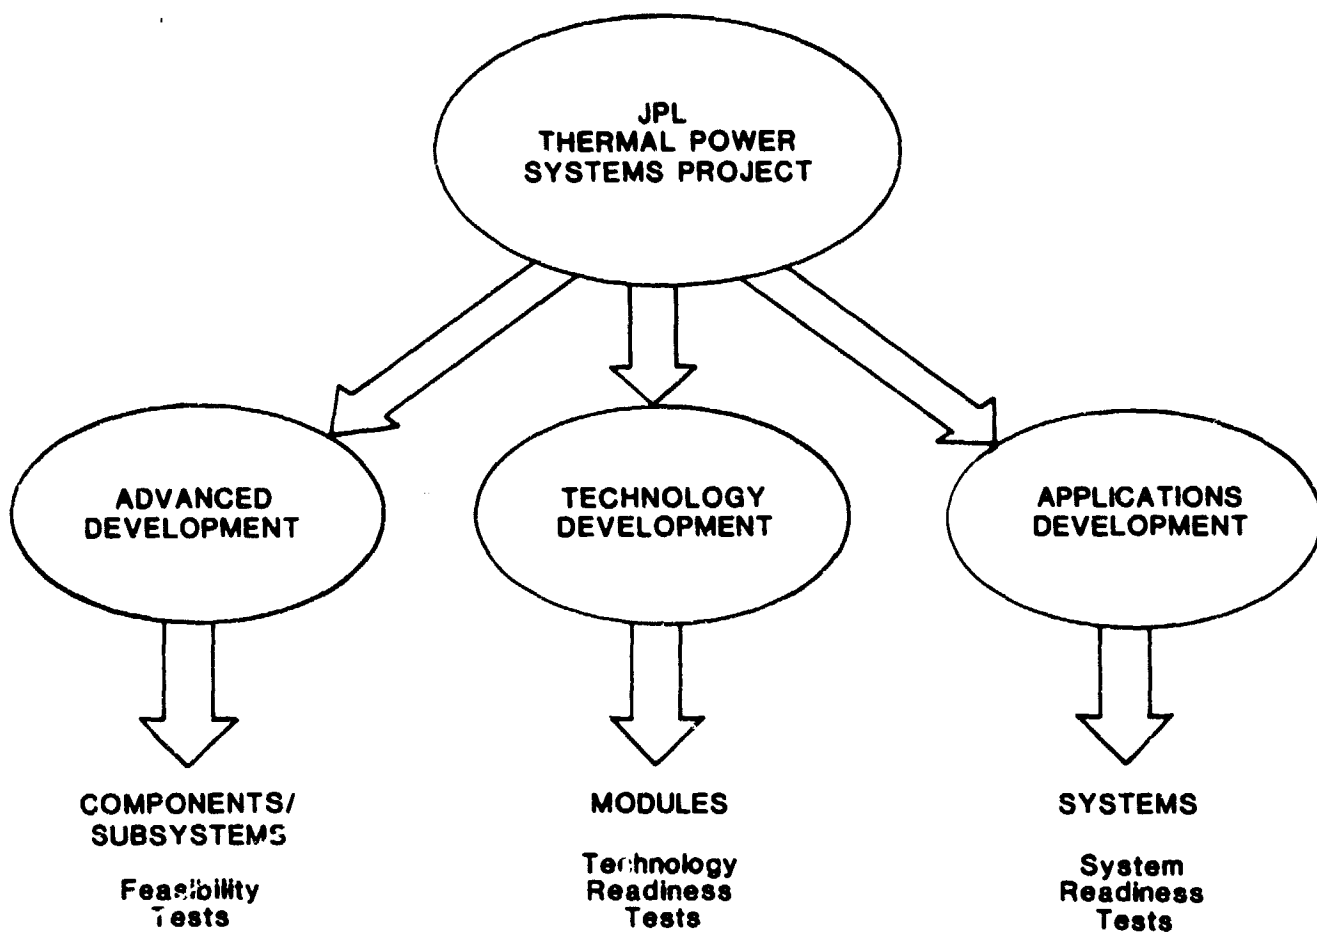 JPL
THERMAL POWER
SYSTEMS PROJECT
ADVANCED
DEVELOPMENT
TECHNOLOGY
DEVELOPMENT
APPLICATIONS
DEVELOPMENT
COMPONENTS/
SUBSYSTEMS
Feasibility
Tests
MODULES
Technology
Readiness
Tests
SYSTEMS
System
Readiness
Tests